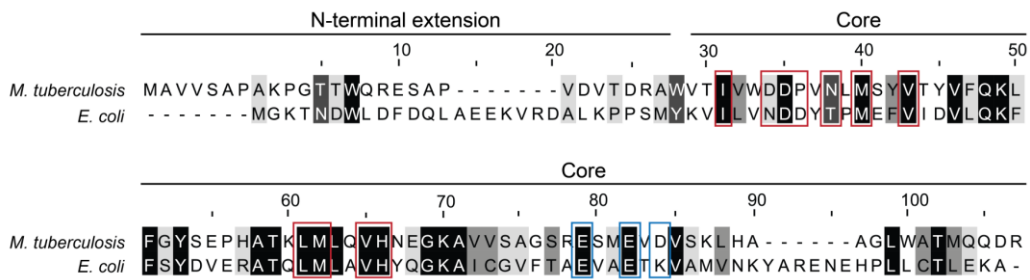 N-terminal extension Core
10 20 30 40 50
M. tuberculosis MAVVSAPAKPGTTWQRESAP-------VDVTDRAWVTIVWDDPVNLMSYVTYVFQKL
E. coli -------MGKTNDWLDFDQLAEEKVRDALKPPSMYKVILVNDDYTPMEFVIDVLQKF
Core
60 70 80 90 100
M. tuberculosis FGYSEPHATKLMLQVHNEGKAVVSAGSRESMEVDVSKLHA------AGLWATMQQDR
E. coli FSYDVERATQLMLAVHYQGKAICGVFTAEVAETKVAMVNKYARENEHPLLCTLEKA-